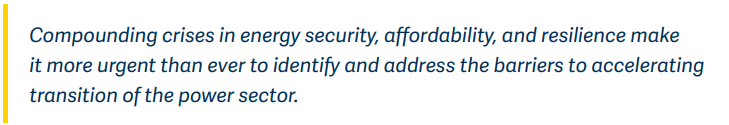 Compounding crises in energy security, affordability, and resilience make
it more urgent than ever to identify and address the barriers to accelerating
transition of the power sector.